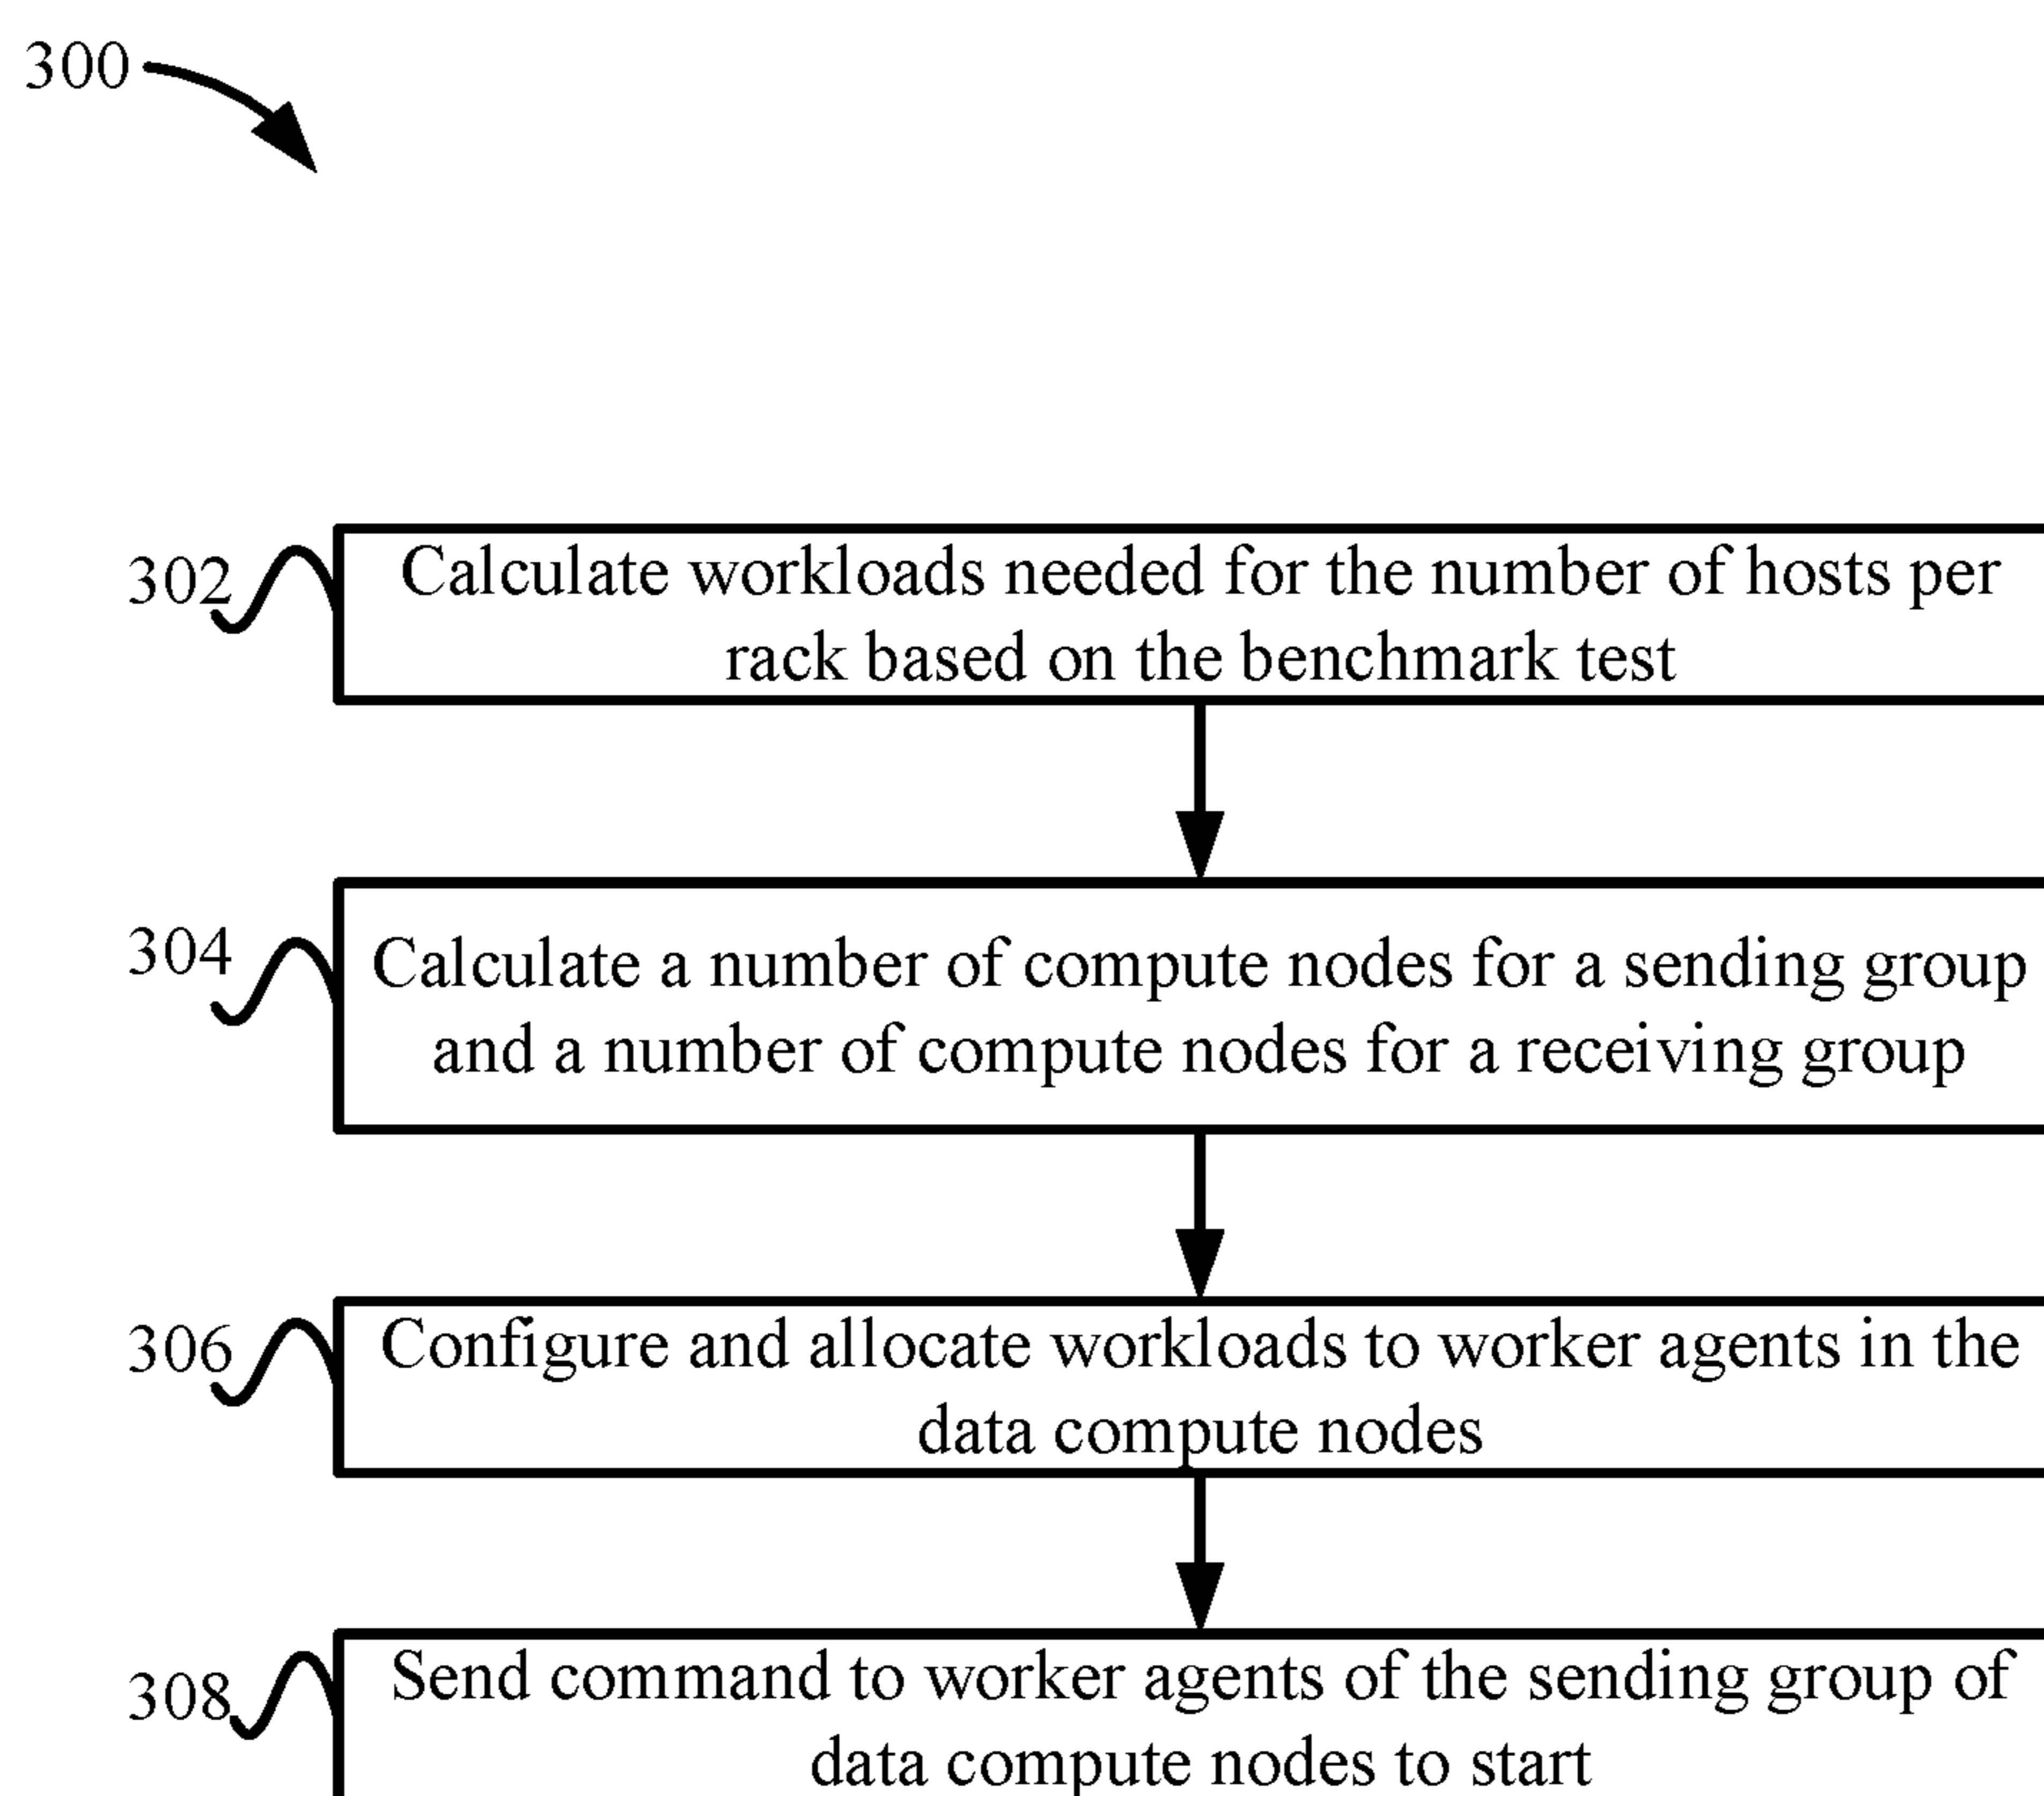 300
302
Calculate workloads needed for the number of hosts per
rack based on the benchmark test
304
Calculate a number of compute nodes for a sending group
and a number of compute nodes for a receiving group
306
Configure and allocate workloads to worker agents in the
data compute nodes
308
Send command to worker agents of the sending group of
data compute nodes to start